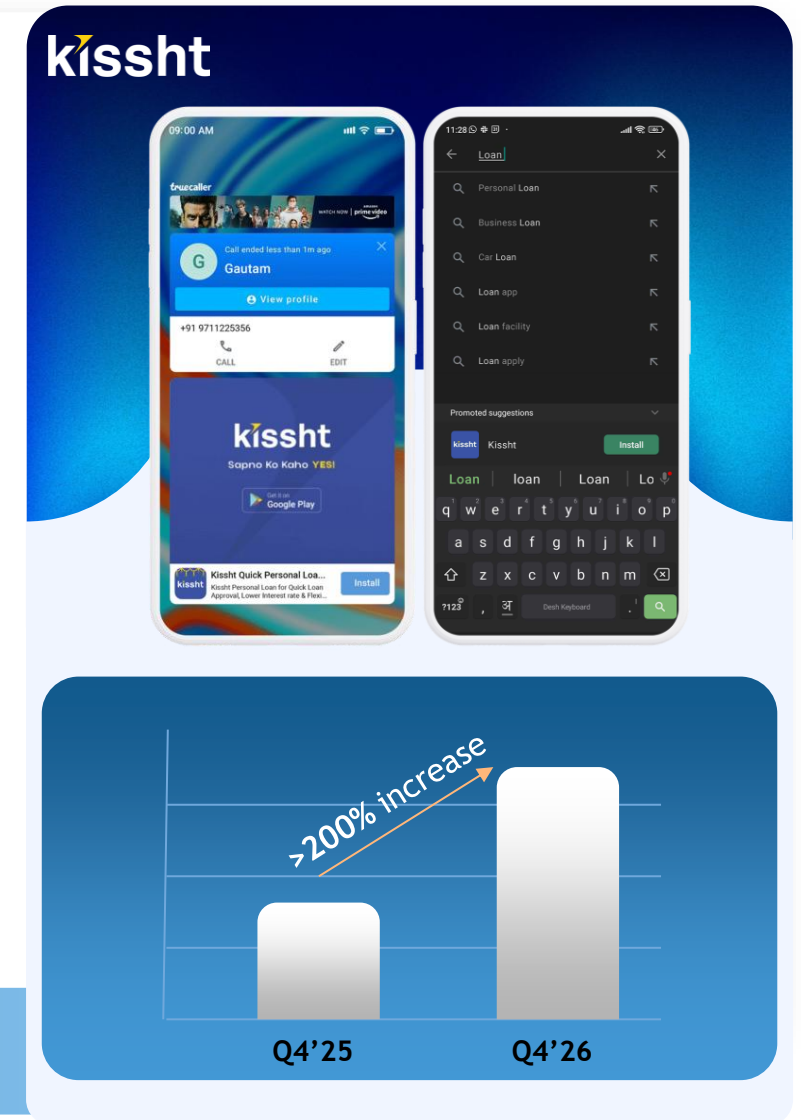 kissht
09:00 AM
truecaller
WATCH NOW | prime video
Call ended less than 1m ago
G
Gautam
View profile
+91 9711225356
CALL EDIT
kissht
Sapno Ko Kaho YES!
Get it on
Google Play
kissht
Kissht Quick Personal Loa...
Kissht Personal Loan for Quick Loan
Approval, Lower Interest rate & Flexi...
Install
11:28
Loan
Personal Loan
Business Loan
Car Loan
Loan app
Loan facility
Loan apply
Promoted suggestions
kissht Kissht Install
Loan loan Loan Lo
q w e r t y u i o p
a s d f g h j k l
z x c v b n m
?123 , अ Desh Keyboard .
>200% increase
Q4’25 Q4’26